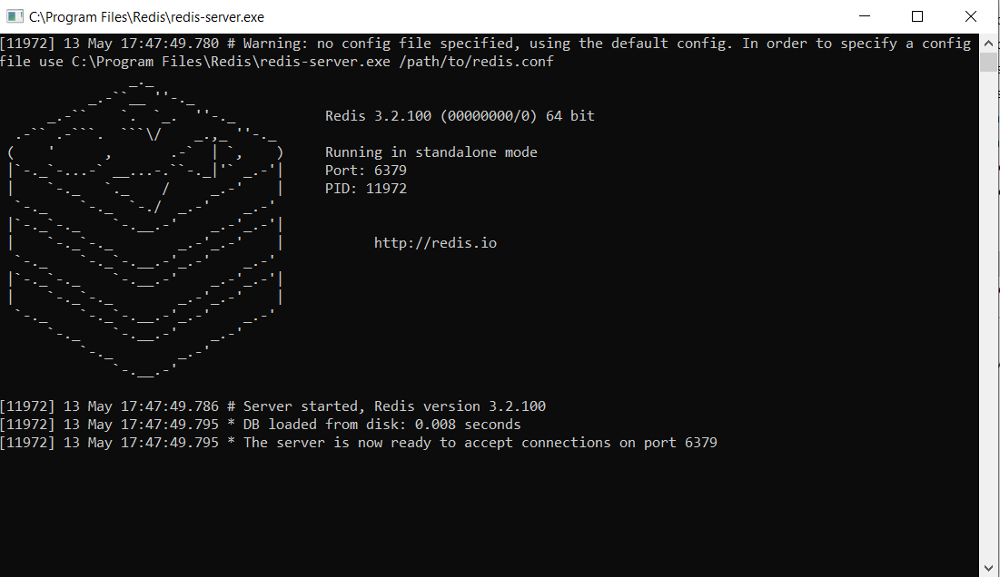 C:\Program Files\Redis\redis-server.exe
[11972] 13 May 17:47:49.780 # Warning: no config file specified, using the default config. In order to specify a config
file use C:\Program Files\Redis\redis-server.exe /path/to/redis.conf
Redis 3.2.100 (00000000/0) 64 bit
Running in standalone mode
Port: 6379
PID: 11972
http://redis.io
[11972] 13 May 17:47:49.786 # Server started, Redis version 3.2.100
[11972] 13 May 17:47:49.795 * DB loaded from disk: 0.008 seconds
[11972] 13 May 17:47:49.795 * The server is now ready to accept connections on port 6379